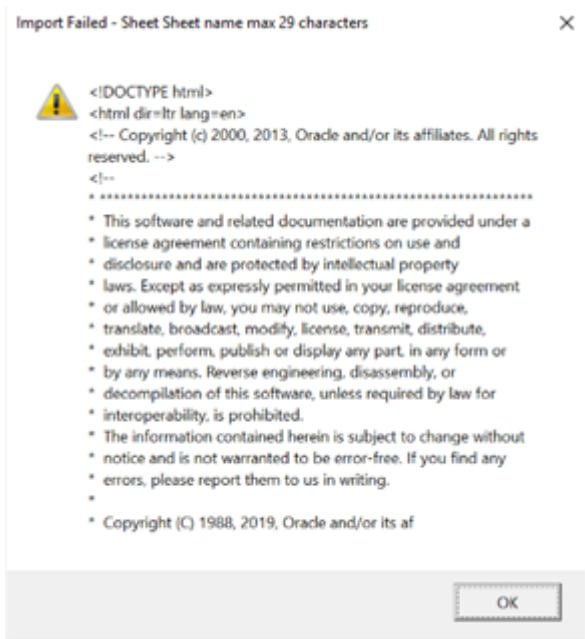 Import Failed - Sheet Sheet name max 29 characters
<!DOCTYPE html>
<html dir=ltr lang=en>
<!-- Copyright (c) 2000, 2013, Oracle and/or its affiliates. All rights
reserved. -->
<!--
* ****************************************************************
* This software and related documentation are provided under a
* license agreement containing restrictions on use and
* disclosure and are protected by intellectual property
* laws. Except as expressly permitted in your license agreement
* or allowed by law, you may not use, copy, reproduce,
* translate, broadcast, modify, license, transmit, distribute,
* exhibit, perform, publish or display any part, in any form or
* by any means. Reverse engineering, disassembly, or
* decompilation of this software, unless required by law for
* interoperability, is prohibited.
* The information contained herein is subject to change without
* notice and is not warranted to be error-free. If you find any
* errors, please report them to us in writing.
*
* Copyright (C) 1988, 2019, Oracle and/or its af
OK